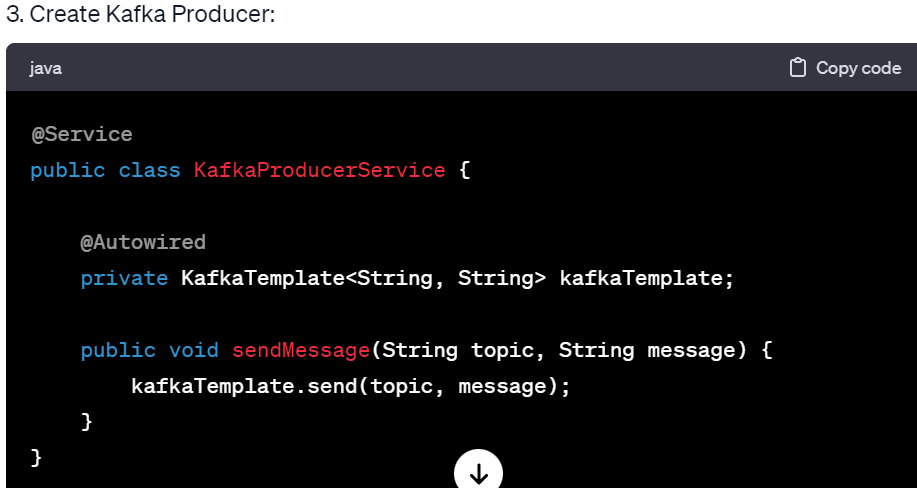 3. Create Kafka Producer:
java
Copy code
@Service
public class KafkaProducerService {
@Autowired
private KafkaTemplate<String, String> kafkaTemplate;
public void sendMessage(String topic, String message) {
kafkaTemplate.send(topic, message);
}
}